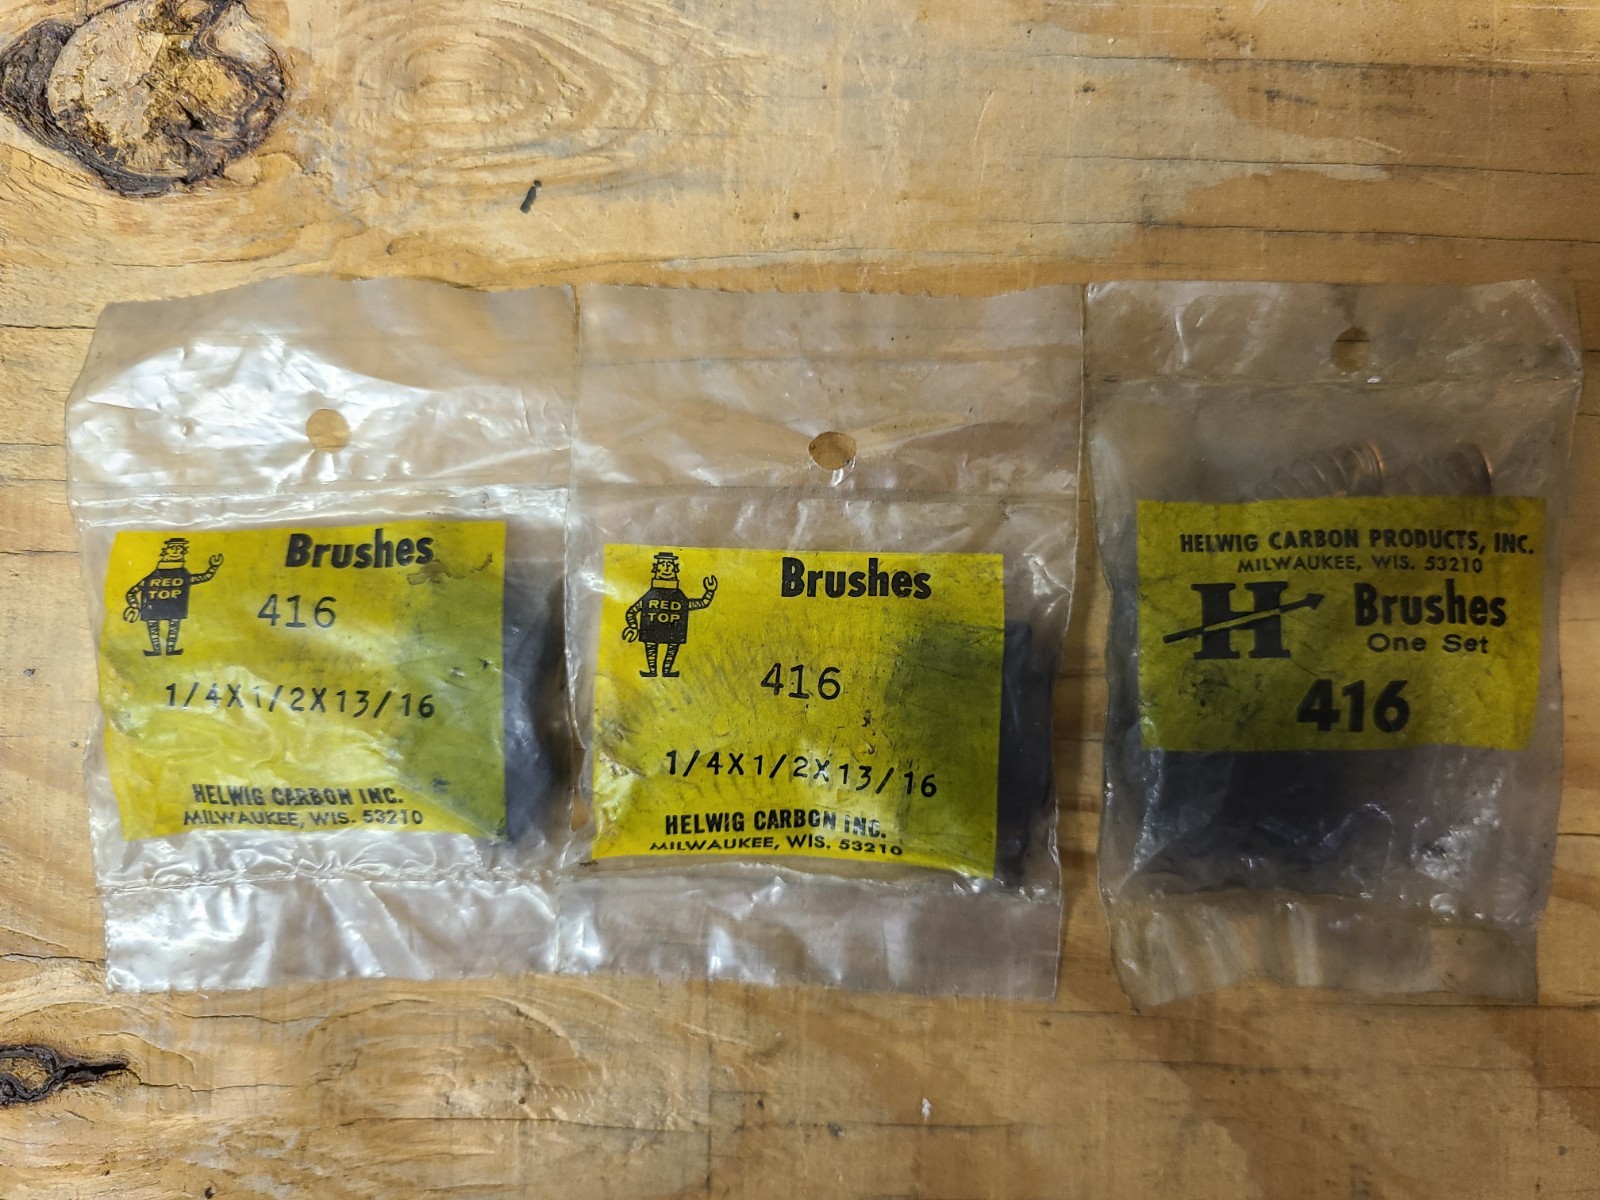 RED
TOP
Brushes
416
1/4X1/2X13/16
HELWIG CARBON INC.
MILWAUKEE, WIS. 53210
RED
TOP
Brushes
416
1/4X1/2X13/16
HELWIG CARBON INC.
MILWAUKEE, WIS. 53210
HELWIG CARBON PRODUCTS, INC.
MILWAUKEE, WIS. 53210
H Brushes
One Set
416